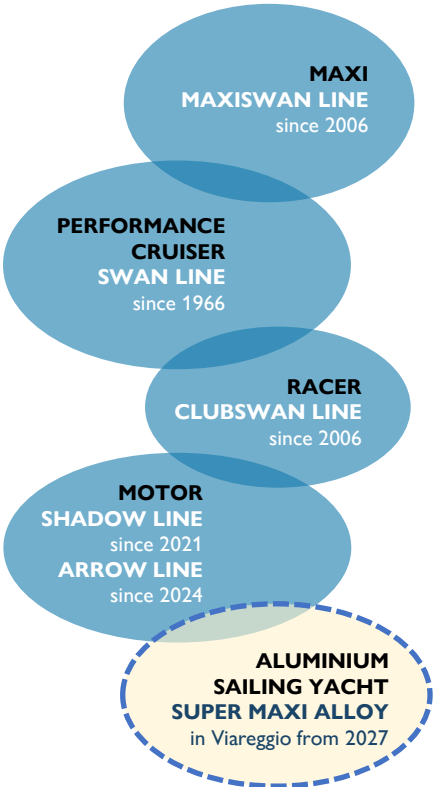 MAXI
MAXISWAN LINE
since 2006
PERFORMANCE
CRUISER
SWAN LINE
since 1966
RACER
CLUBSWAN LINE
since 2006
MOTOR
SHADOW LINE
since 2021
ARROW LINE
since 2024
ALUMINIUM
SAILING YACHT
SUPER MAXI ALLOY
in Viareggio from 2027